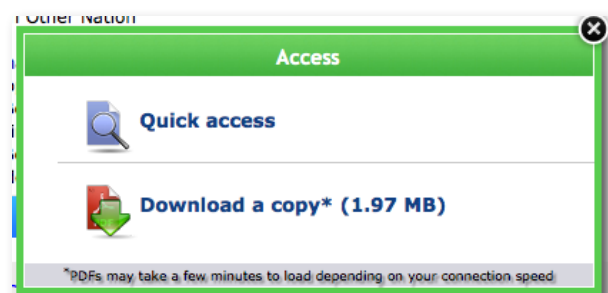 Other Nation
Access
Quick access
Download a copy* (1.97 MB)
*PDFs may take a few minutes to load depending on your connection speed